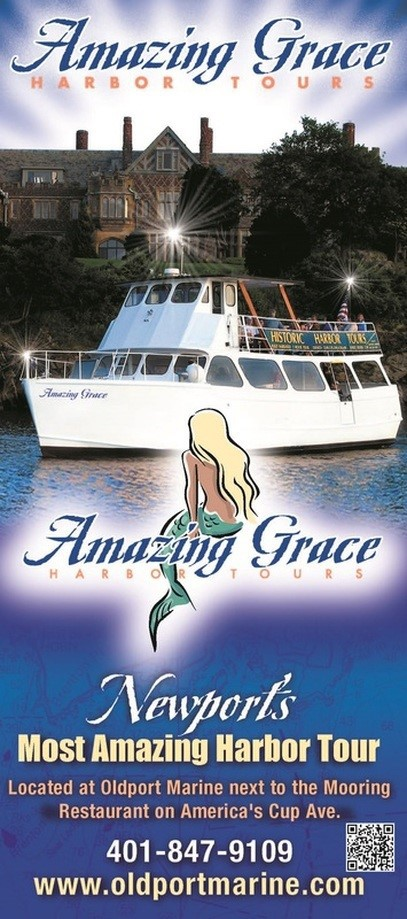 Amazing Grace
HARBOR TOURS
HISTORIC HARBOR TOURS
Amazing Grace
Amazing Grace
HARBOR TOURS
Newport's
Most Amazing Harbor Tour
Located at Oldport Marine next to the Mooring
Restaurant on America's Cup Ave.
401-847-9109
www.oldportmarine.com